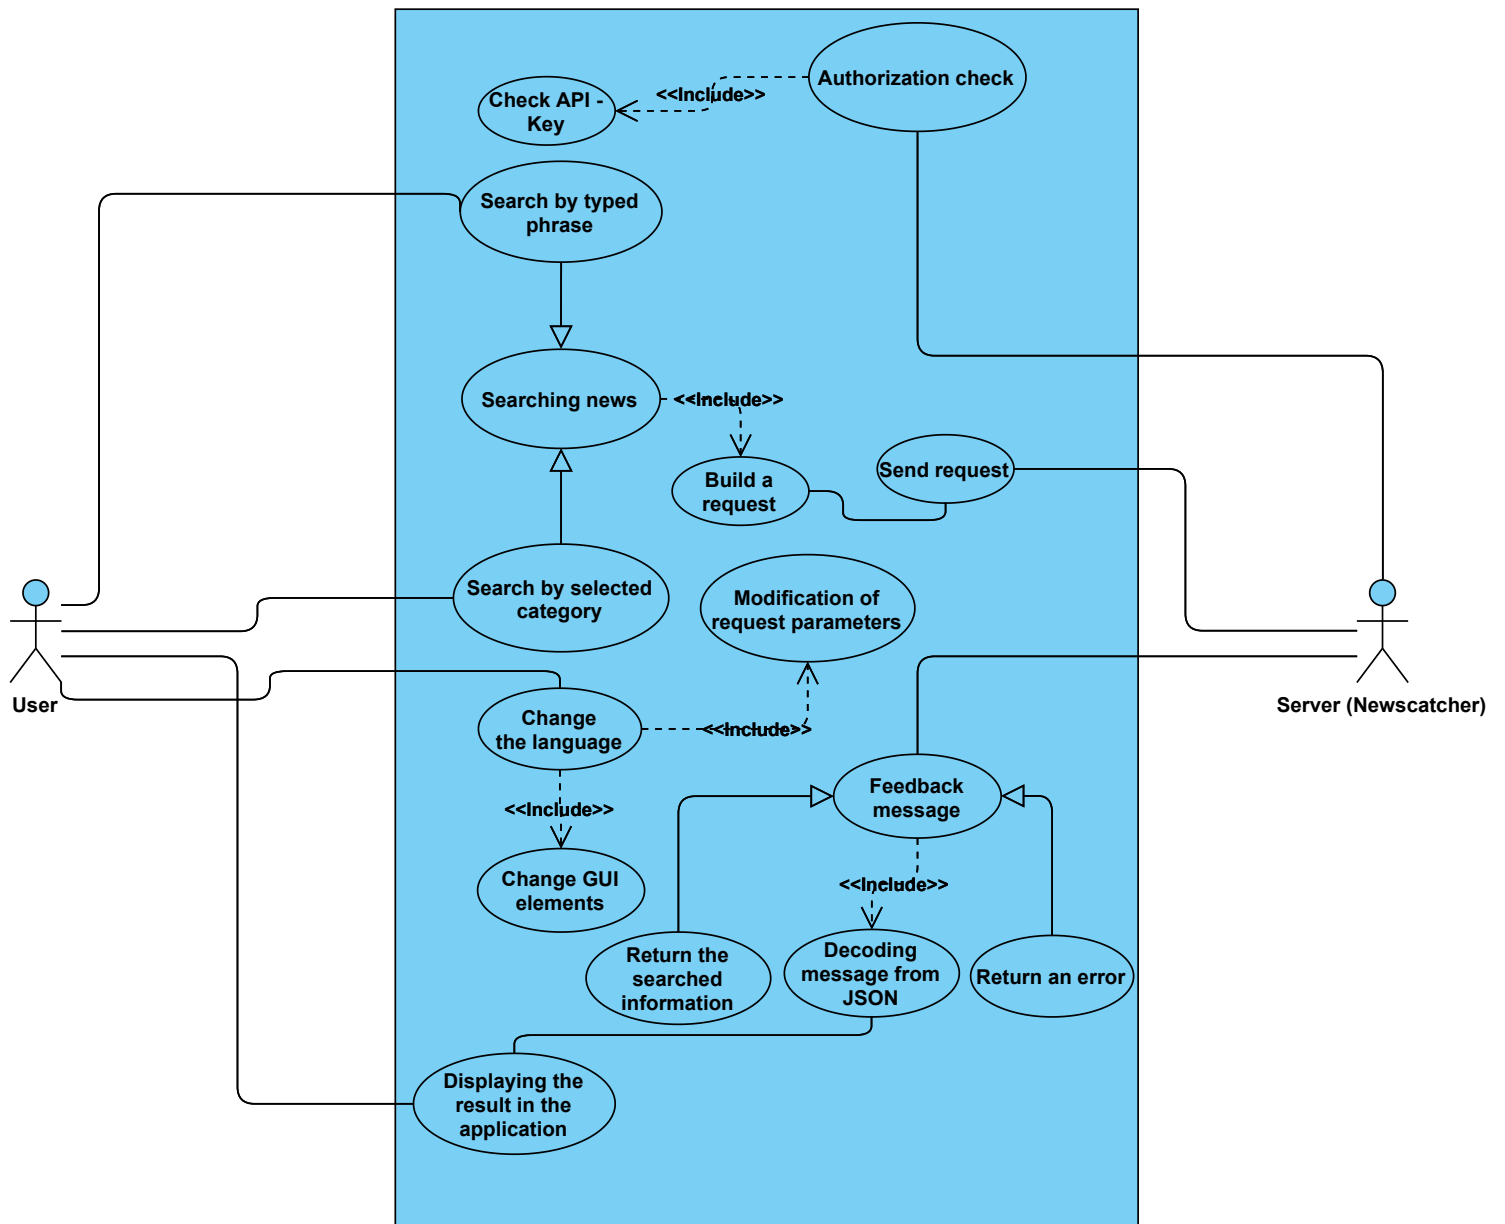 Authorization check
<<Include>>
Check API -
Key
Search by typed
phrase
Searching news
<<Include>>
Send request
Build a
request
Search by selected
category
Modification of
request parameters
User
Server (Newscatcher)
Change
the language
<<Include>>
Feedback
message
<<Include>>
Change GUI
elements
<<Include>>
Return the
searched
information
Decoding
message from
JSON
Return an error
Displaying the
result in the
application